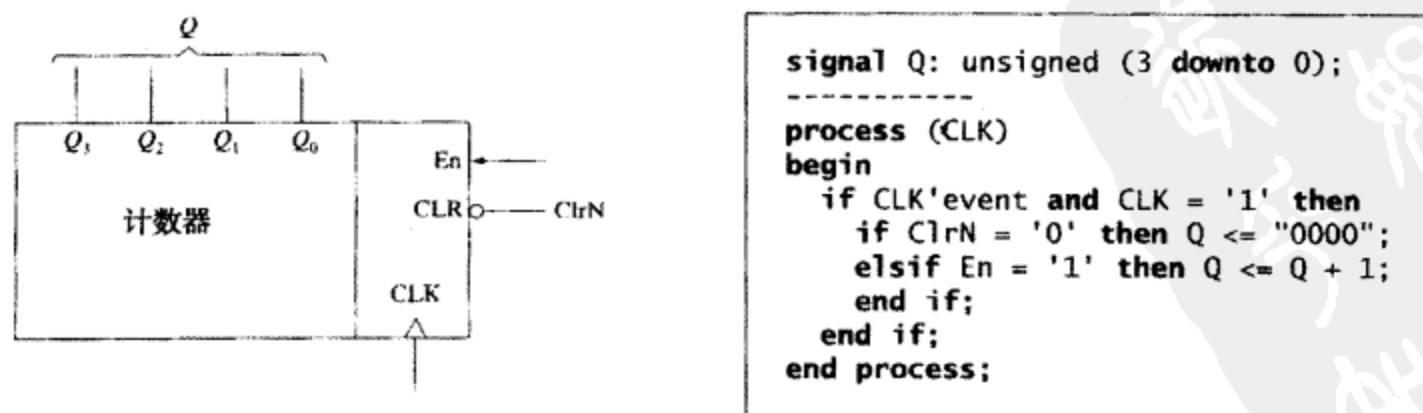 Q
Q₃ Q₂ Q₁ Q₀
En
CLR ClrN
计数器
CLK
signal Q: unsigned (3 downto 0);
-----------
process (CLK)
begin
if CLK'event and CLK = '1' then
if ClrN = '0' then Q <= "0000";
elsif En = '1' then Q <= Q + 1;
end if;
end if;
end process;